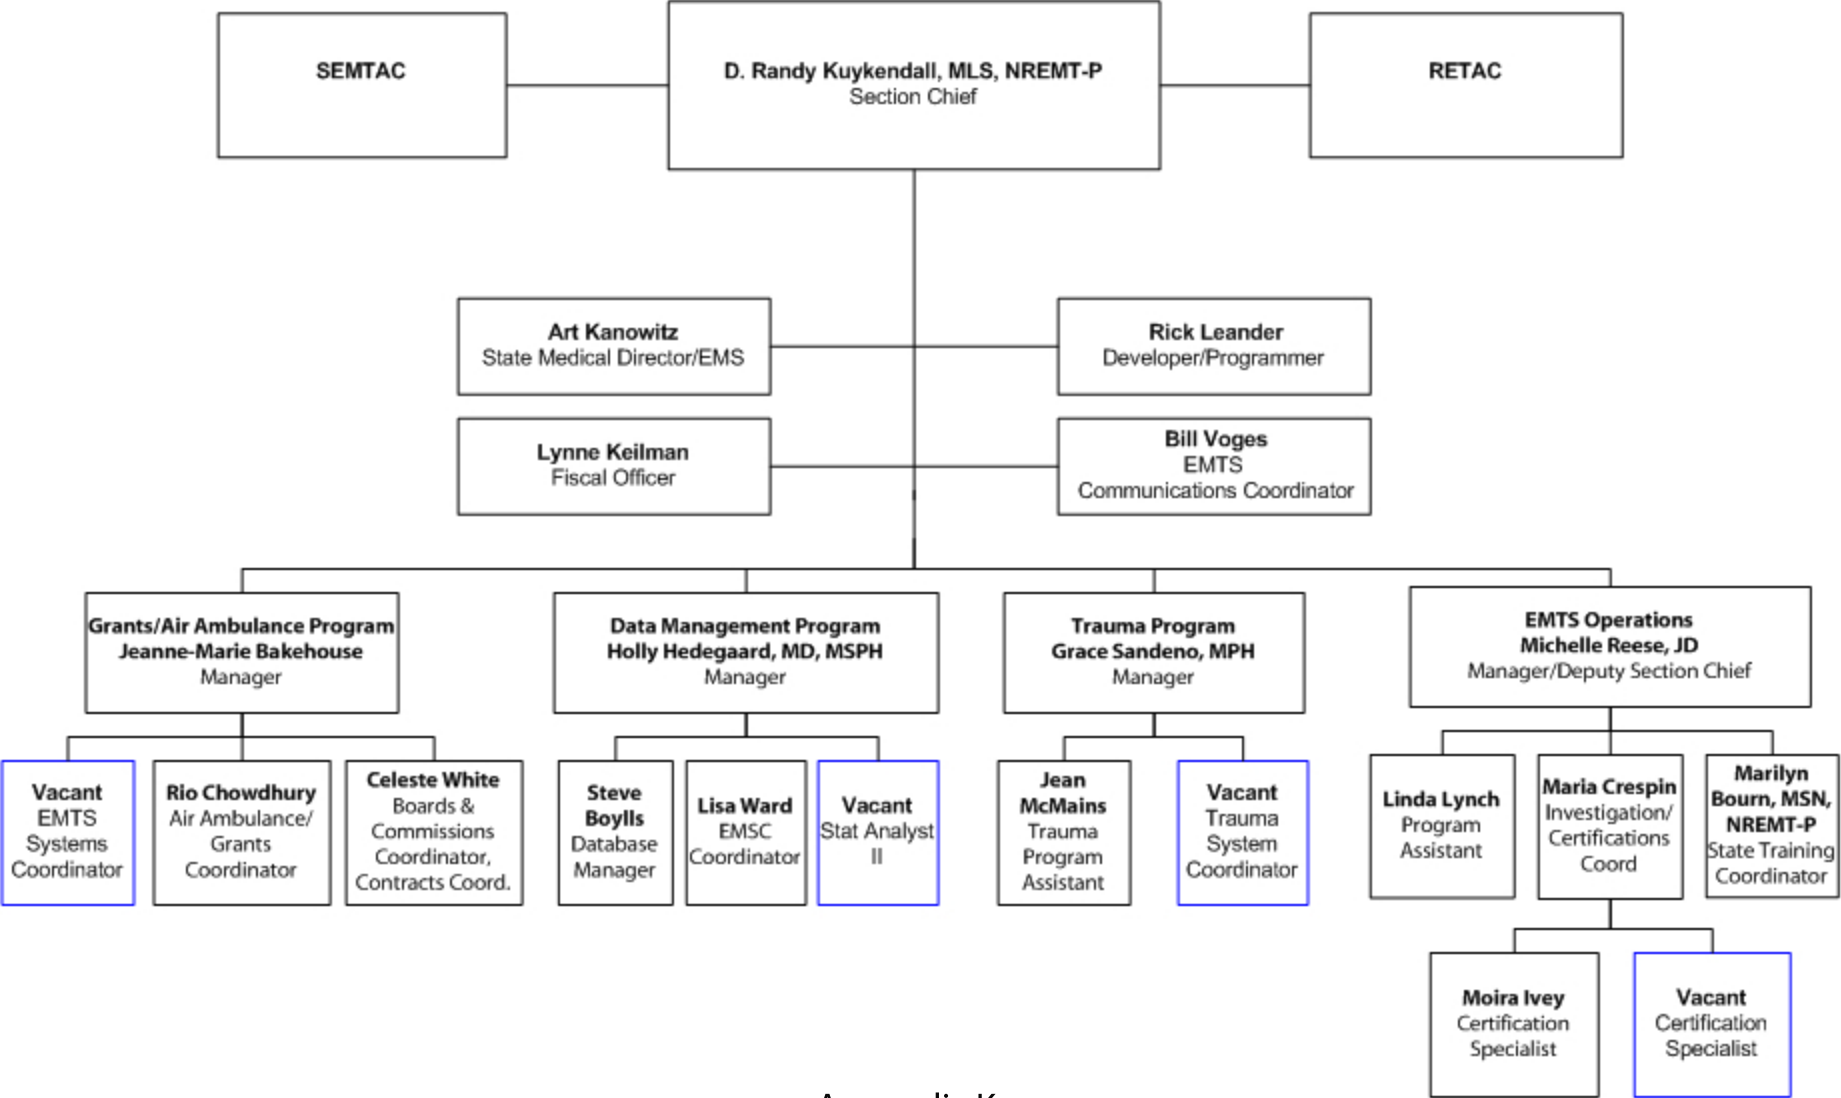 SEMTAC
D. Randy Kuykendall, MLS, NREMT-P
Section Chief
RETAC
Art Kanowitz
State Medical Director/EMS
Rick Leander
Developer/Programmer
Lynne Keilman
Fiscal Officer
Bill Voges
EMTS
Communications Coordinator
Grants/Air Ambulance Program
Jeanne-Marie Bakehouse
Manager
Data Management Program
Holly Hedegaard, MD, MSPH
Manager
Trauma Program
Grace Sandeno, MPH
Manager
EMTS Operations
Michelle Reese, JD
Manager/Deputy Section Chief
Vacant
EMTS
Systems
Coordinator
Rio Chowdhury
Air Ambulance/
Grants
Coordinator
Celeste White
Boards &
Commissions
Coordinator,
Contracts Coord.
Steve
Boylls
Database
Manager
Lisa Ward
EMSC
Coordinator
Vacant
Stat Analyst
II
Jean
McMains
Trauma
Program
Assistant
Vacant
Trauma
System
Coordinator
Linda Lynch
Program
Assistant
Maria Crespin
Investigation/
Certifications
Coord
Marilyn
Bourn, MSN,
NREMT-P
State Training
Coordinator
Moira Ivey
Certification
Specialist
Vacant
Certification
Specialist